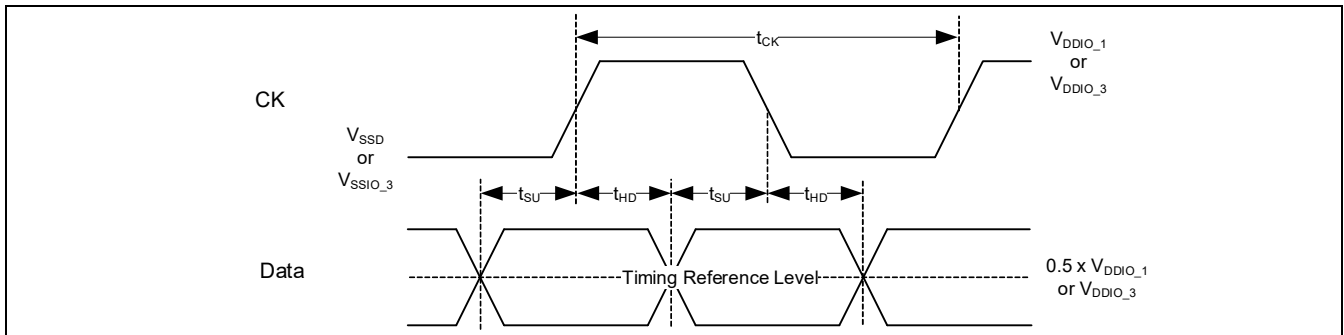 tCK
VDDIO_1
or
VDDIO_3
CK
VSSD
or
VSSIO_3
tSU tHD tSU tHD
Data
Timing Reference Level
0.5 x VDDIO_1
or VDDIO_3